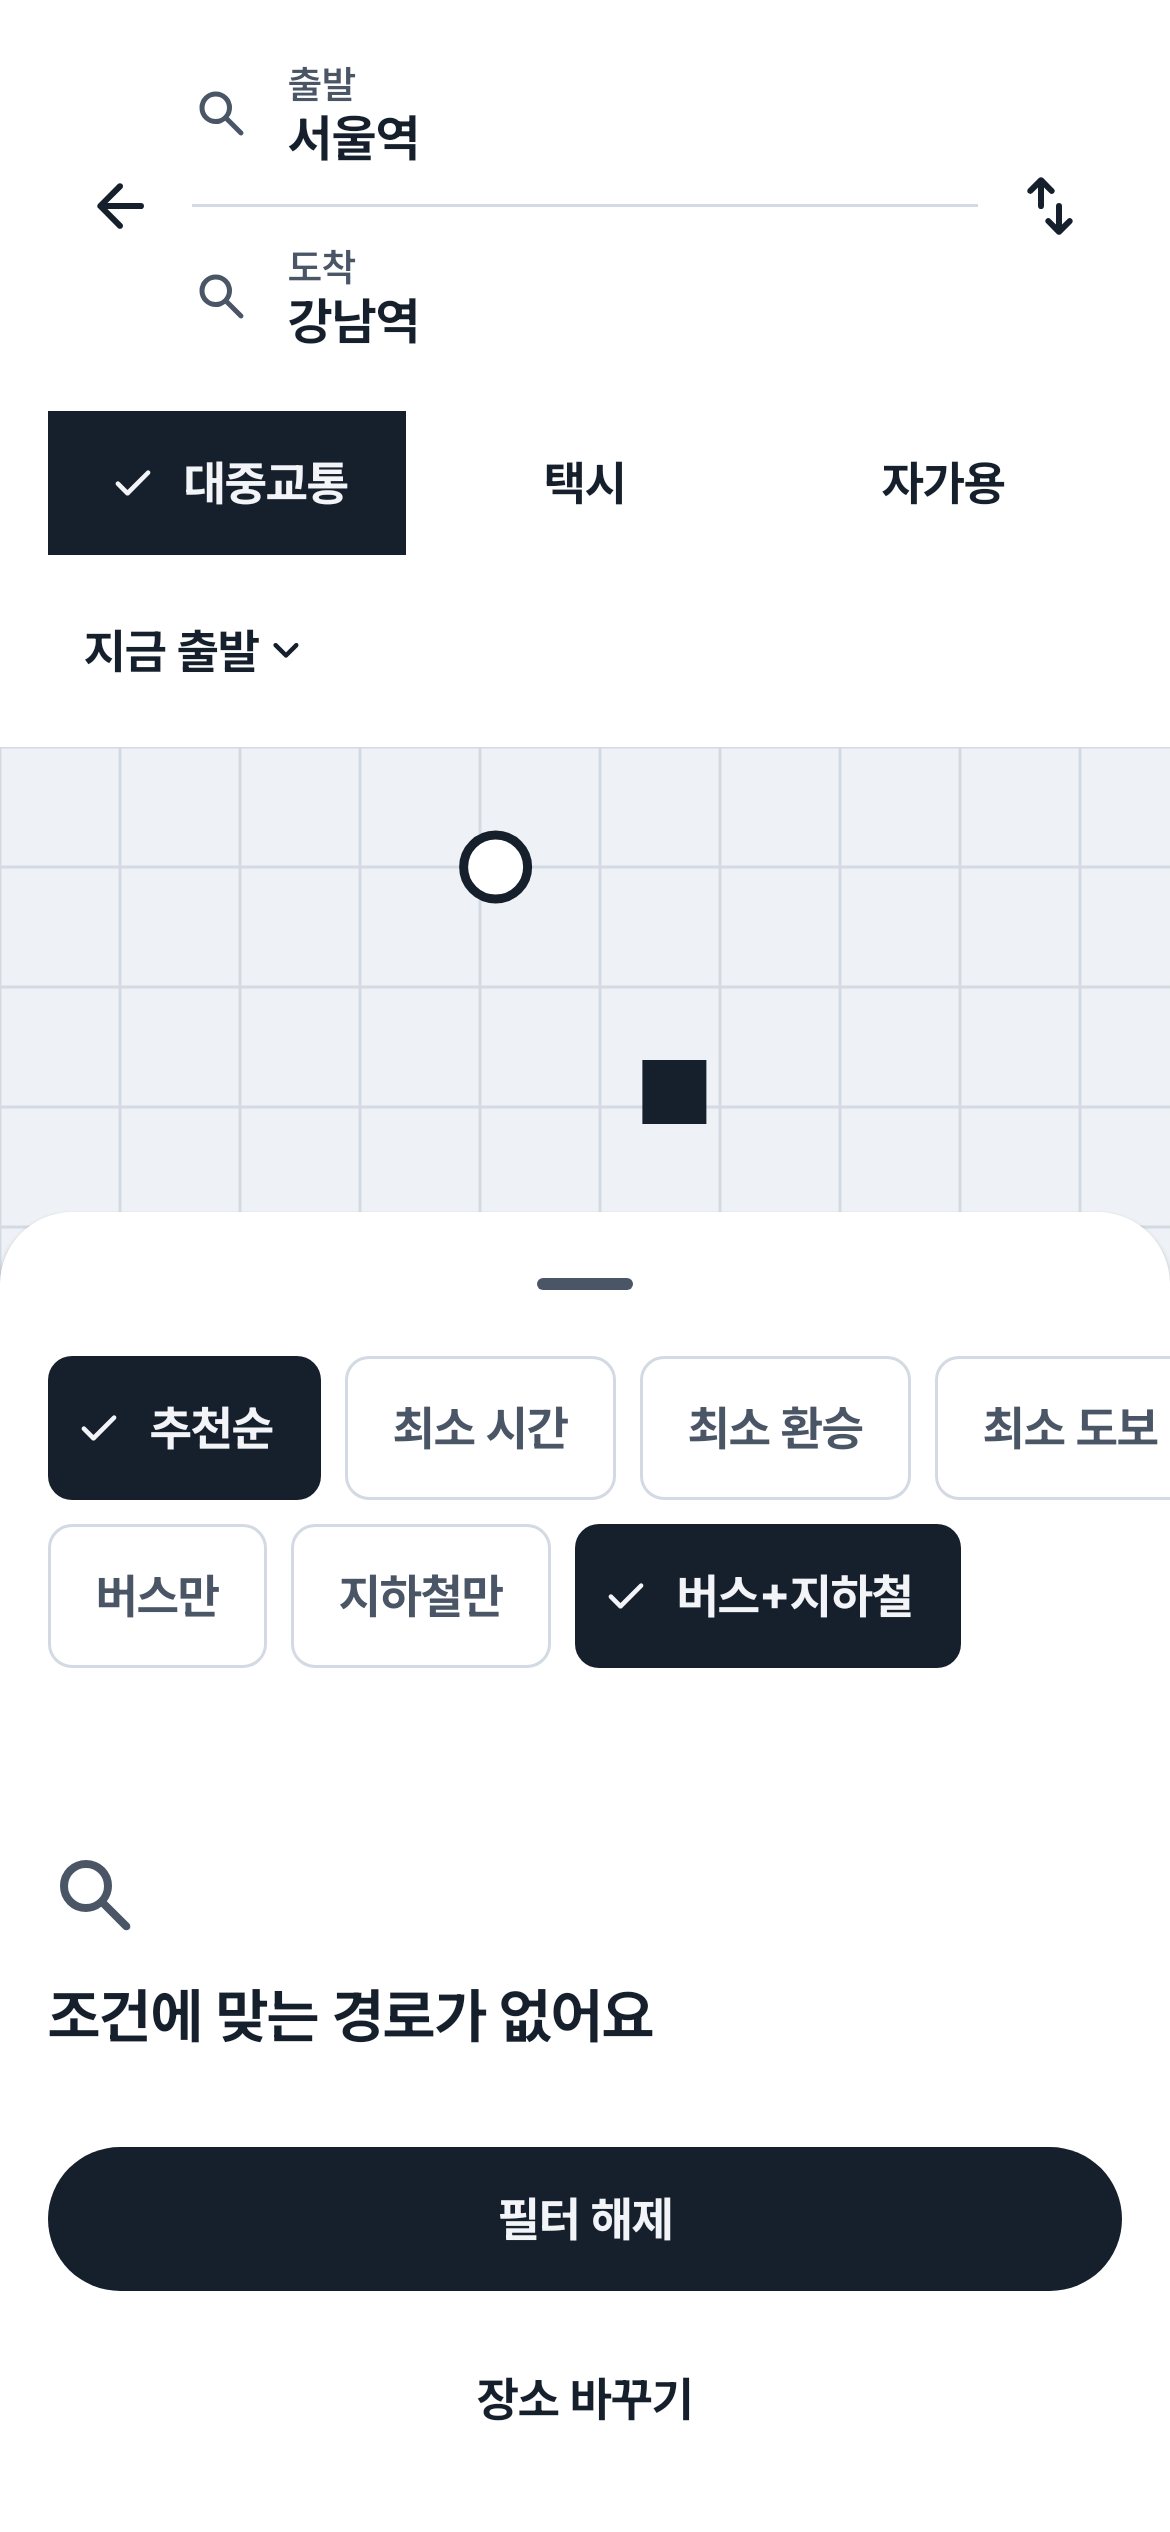 출발
서울역
도착
강남역
대중교통 택시 자가용
지금 출발
추천순 최소 시간 최소 환승 최소 도보
버스만 지하철만 버스+지하철
조건에 맞는 경로가 없어요
필터 해제
장소 바꾸기